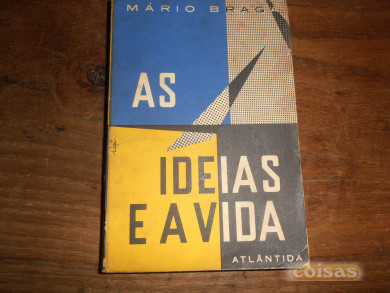 MÁRIO BRAGA
AS
IDEIAS
E A VIDA
ATLÂNTIDA
coisas